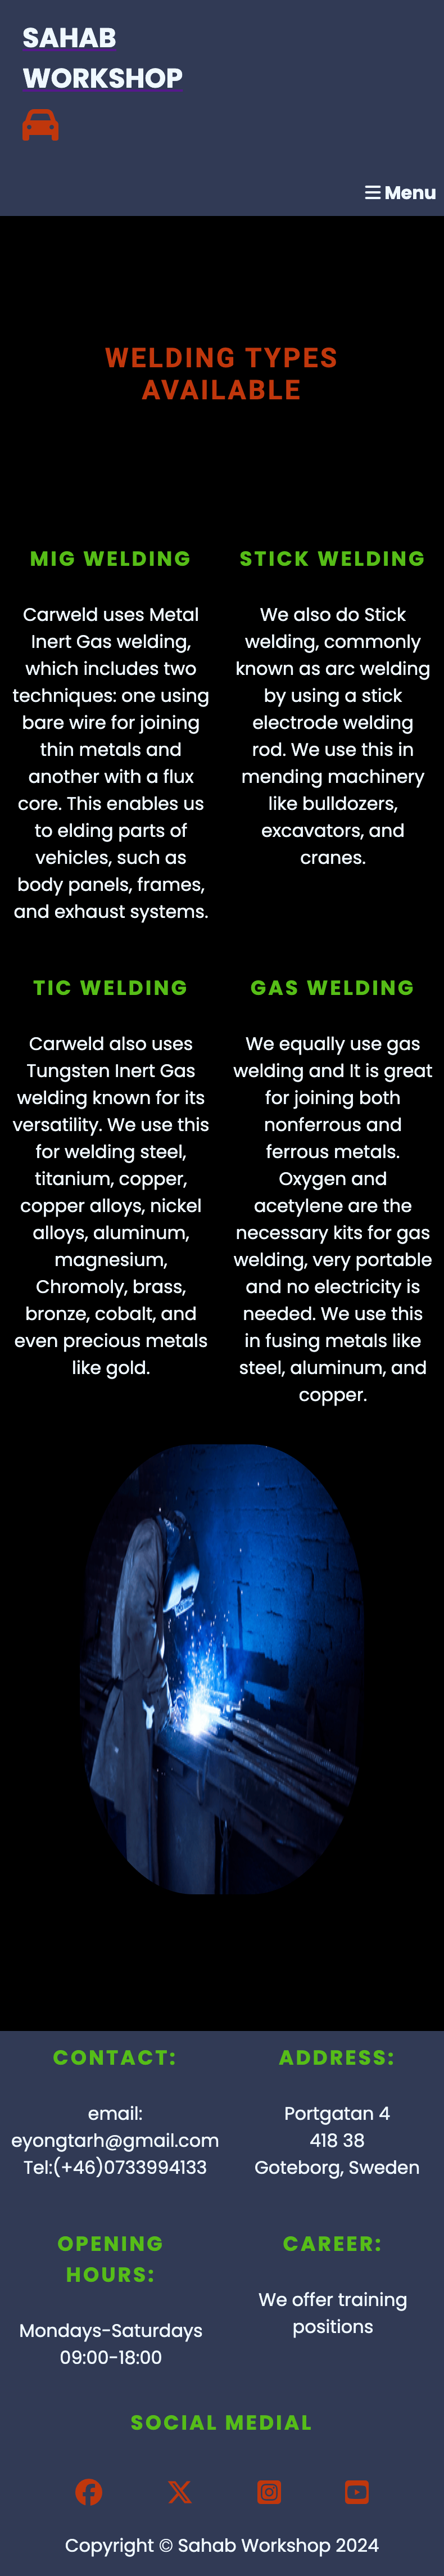 SAHAB
WORKSHOP
Menu
WELDING TYPES
AVAILABLE
MIG WELDING
Carweld uses Metal
Inert Gas welding,
which includes two
techniques: one using
bare wire for joining
thin metals and
another with a flux
core. This enables us
to elding parts of
vehicles, such as
body panels, frames,
and exhaust systems.
STICK WELDING
We also do Stick
welding, commonly
known as arc welding
by using a stick
electrode welding
rod. We use this in
mending machinery
like bulldozers,
excavators, and
cranes.
TIC WELDING
Carweld also uses
Tungsten Inert Gas
welding known for its
versatility. We use this
for welding steel,
titanium, copper,
copper alloys, nickel
alloys, aluminum,
magnesium,
Chromoly, brass,
bronze, cobalt, and
even precious metals
like gold.
GAS WELDING
We equally use gas
welding and It is great
for joining both
nonferrous and
ferrous metals.
Oxygen and
acetylene are the
necessary kits for gas
welding, very portable
and no electricity is
needed. We use this
in fusing metals like
steel, aluminum, and
copper.
CONTACT:
email:
eyongtarh@gmail.com
Tel:(+46)0733994133
ADDRESS:
Portgatan 4
418 38
Goteborg, Sweden
OPENING
HOURS:
Mondays-Saturdays
09:00-18:00
CAREER:
We offer training
positions
SOCIAL MEDIAL
Copyright © Sahab Workshop 2024